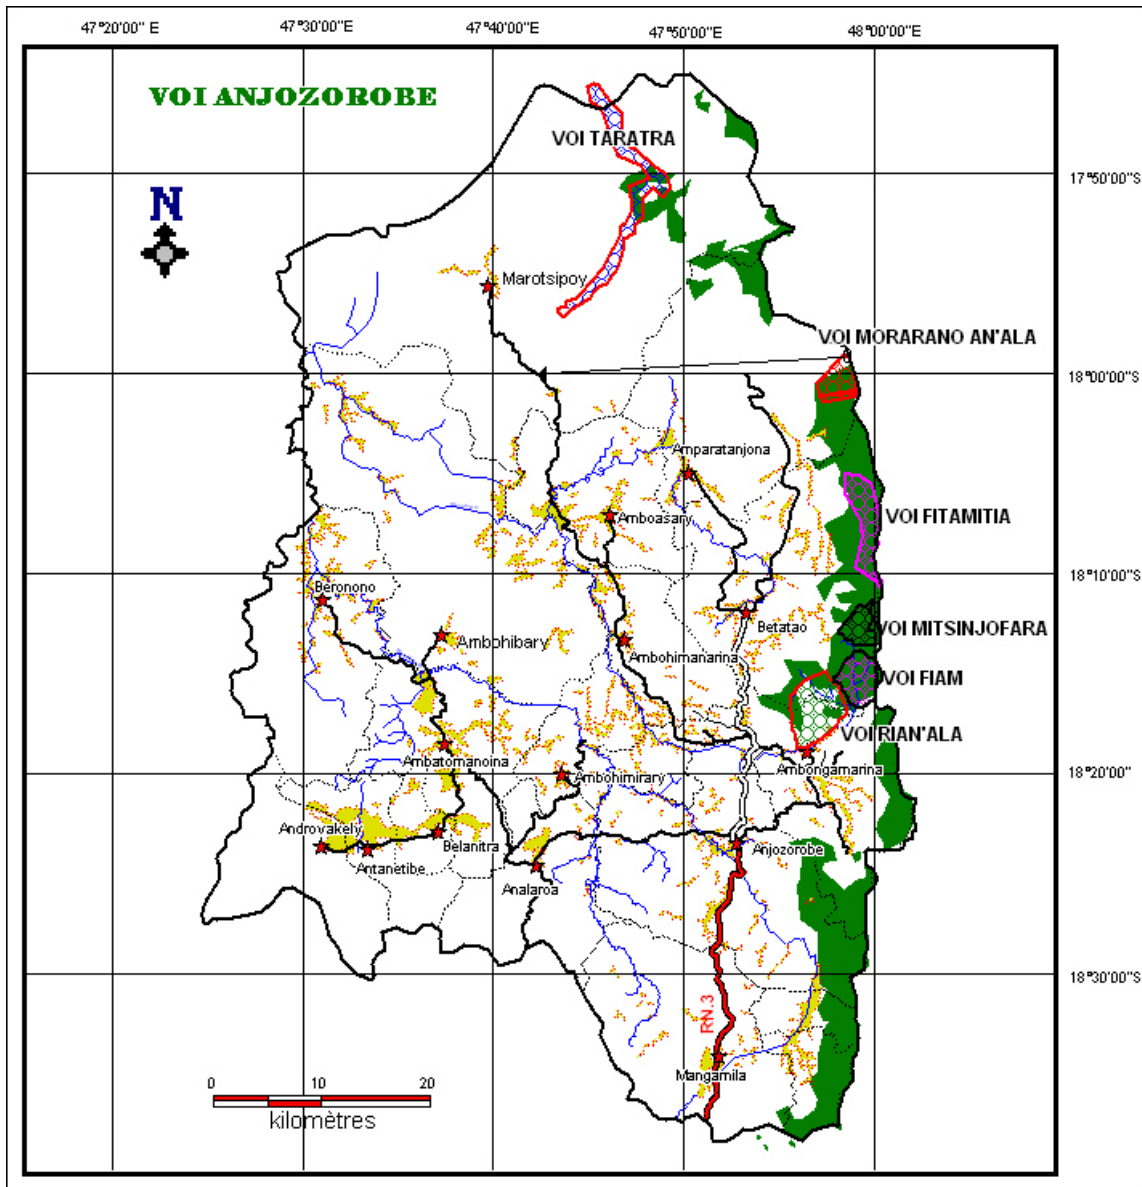 47°20'00"E
47°30'00"E
47°40'00"E
47°50'00"E
48°00'00"E
VOI ANJOZOROBE
VOI TARATRA
17°50'00"S
N
Marotsipoy
VOI MORARANO AN'ALA
18°00'00"S
Amparatanjona
Amboasary
VOI FITAMITIA
18°10'00"S
Beronono
Betatao
VOI MITSINJOFARA
Ambohibary
Ambohimanarina
VOI FIAM
VOI RIAN'ALA
Ambatomanoina
Ambohimirary
Ambongamarina
18°20'00"
Androvakely
Belanitra
Anjozorobe
Antanetibe
Analaroa
18°30'00"S
RN.3
Mangamila
0 10 20
kilomètres